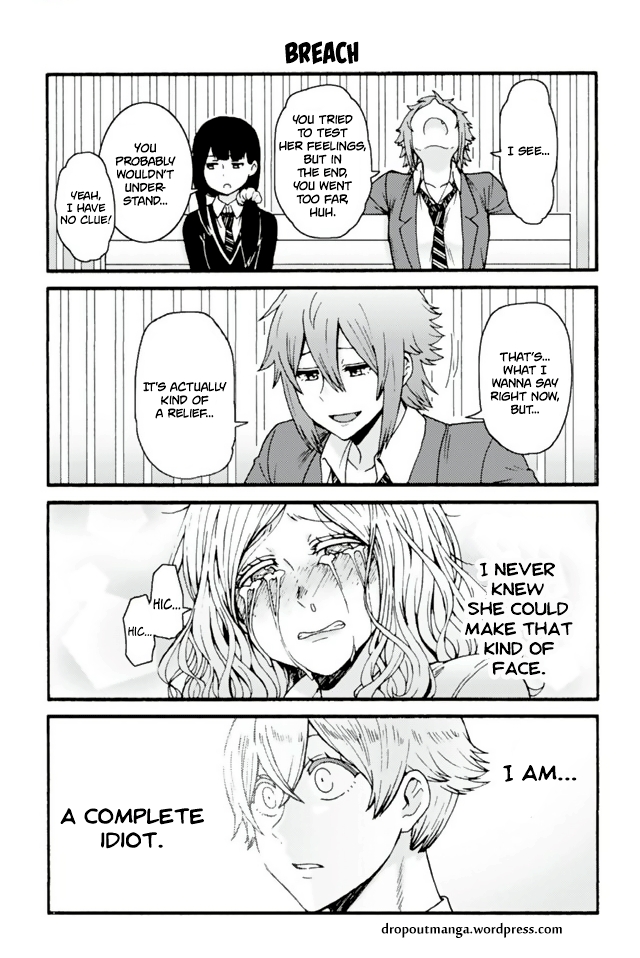 BREACH
I SEE...
YOU TRIED
TO TEST
HER FEELINGS,
BUT IN
THE END,
YOU WENT
TOO FAR,
HUH.
YOU
PROBABLY
WOULDN'T
UNDER-
STAND...
YEAH,
I HAVE
NO CLUE!
THAT'S...
WHAT I
WANNA SAY
RIGHT NOW,
BUT...
IT'S ACTUALLY
KIND OF
A RELIEF...
I NEVER
KNEW
SHE COULD
MAKE THAT
KIND OF
FACE.
HIC...
HIC...
I AM...
A COMPLETE
IDIOT.
dropoutmanga.wordpress.com